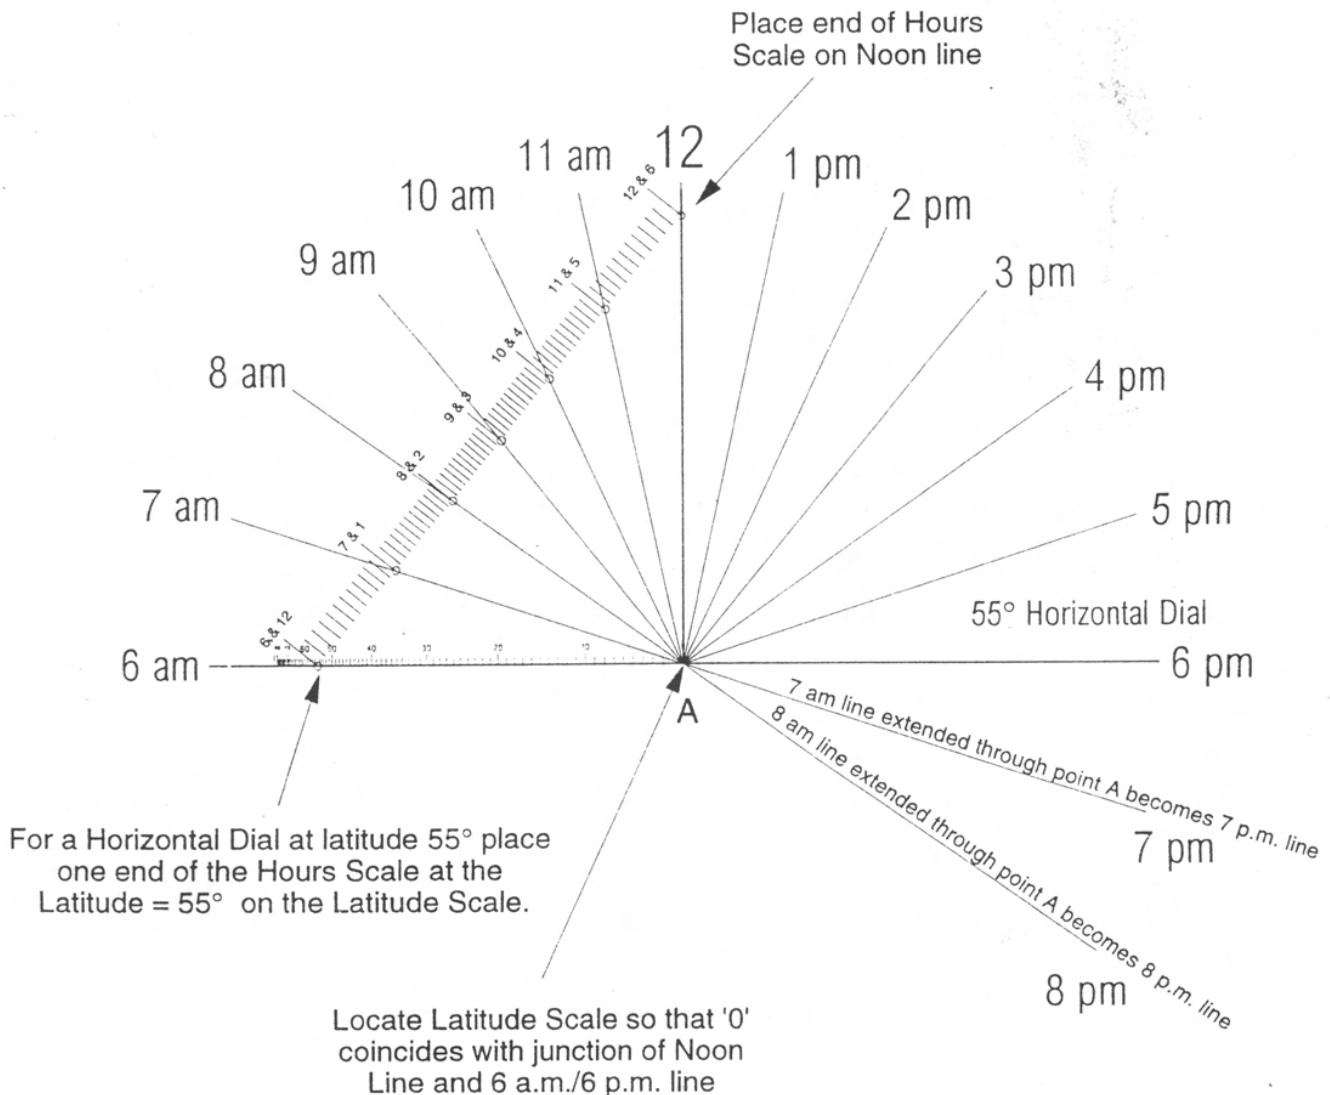 Place end of Hours
Scale on Noon line
12
11 am
1 pm
10 am
12 & 6
2 pm
9 am
11 & 5
3 pm
10 & 4
8 am
4 pm
9 & 3
8 & 2
7 am
5 pm
7 & 1
55° Horizontal Dial
6 & 12
60 50 40 30 20 10
6 am
6 pm
A
7 am line extended through point A becomes 7 p.m. line
8 am line extended through point A becomes 8 p.m. line
7 pm
8 pm
For a Horizontal Dial at latitude 55° place
one end of the Hours Scale at the
Latitude = 55° on the Latitude Scale.
Locate Latitude Scale so that '0'
coincides with junction of Noon
Line and 6 a.m./6 p.m. line